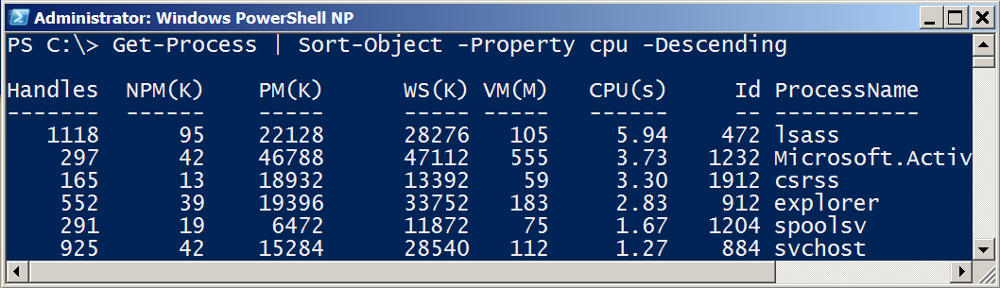 Administrator: Windows PowerShell NP
PS C:\> Get-Process | Sort-Object -Property cpu -Descending
Handles NPM(K) PM(K) WS(K) VM(M) CPU(s) Id ProcessName
------- ------ ----- ----- ----- ------ -- -----------
1118 95 22128 28276 105 5.94 472 lsass
297 42 46788 47112 555 3.73 1232 Microsoft.Activ
165 13 18932 13392 59 3.30 1912 csrss
552 39 19396 33752 183 2.83 912 explorer
291 19 6472 11872 75 1.67 1204 spoolsv
925 42 15284 28540 112 1.27 884 svchost